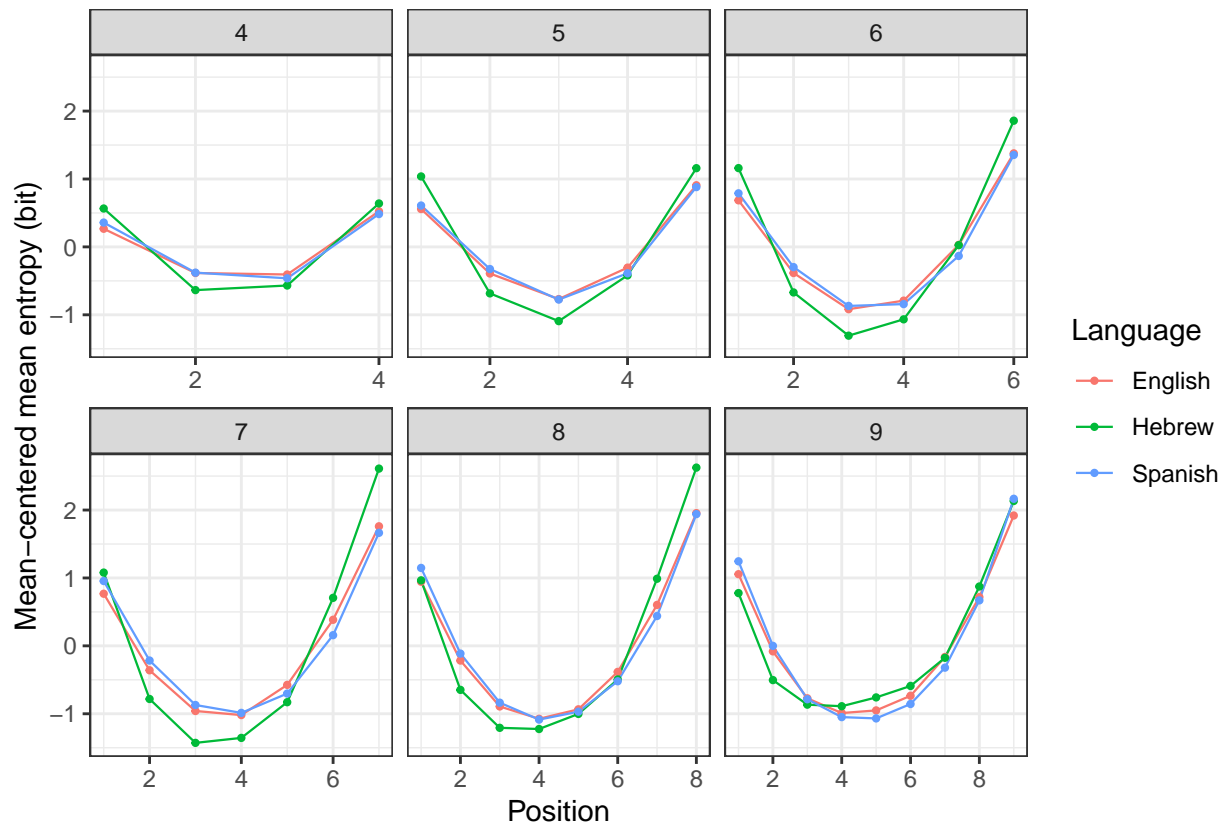 4 5 6
2
1
0
−1
2 4 2 4 2 4 6
7 8 9
2
1
0
−1
2 4 6 2 4 6 8 2 4 6 8
Position
Mean−centered mean entropy (bit)
Language
English
Hebrew
Spanish